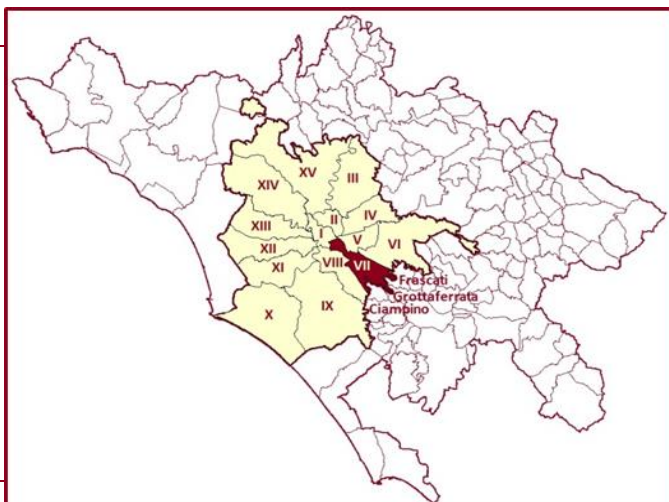 XV
III
XIV
II
IV
XIII
I
V
VI
XII
VIII
VII
XI
Frascati
Grottaferrata
Ciampino
X
IX